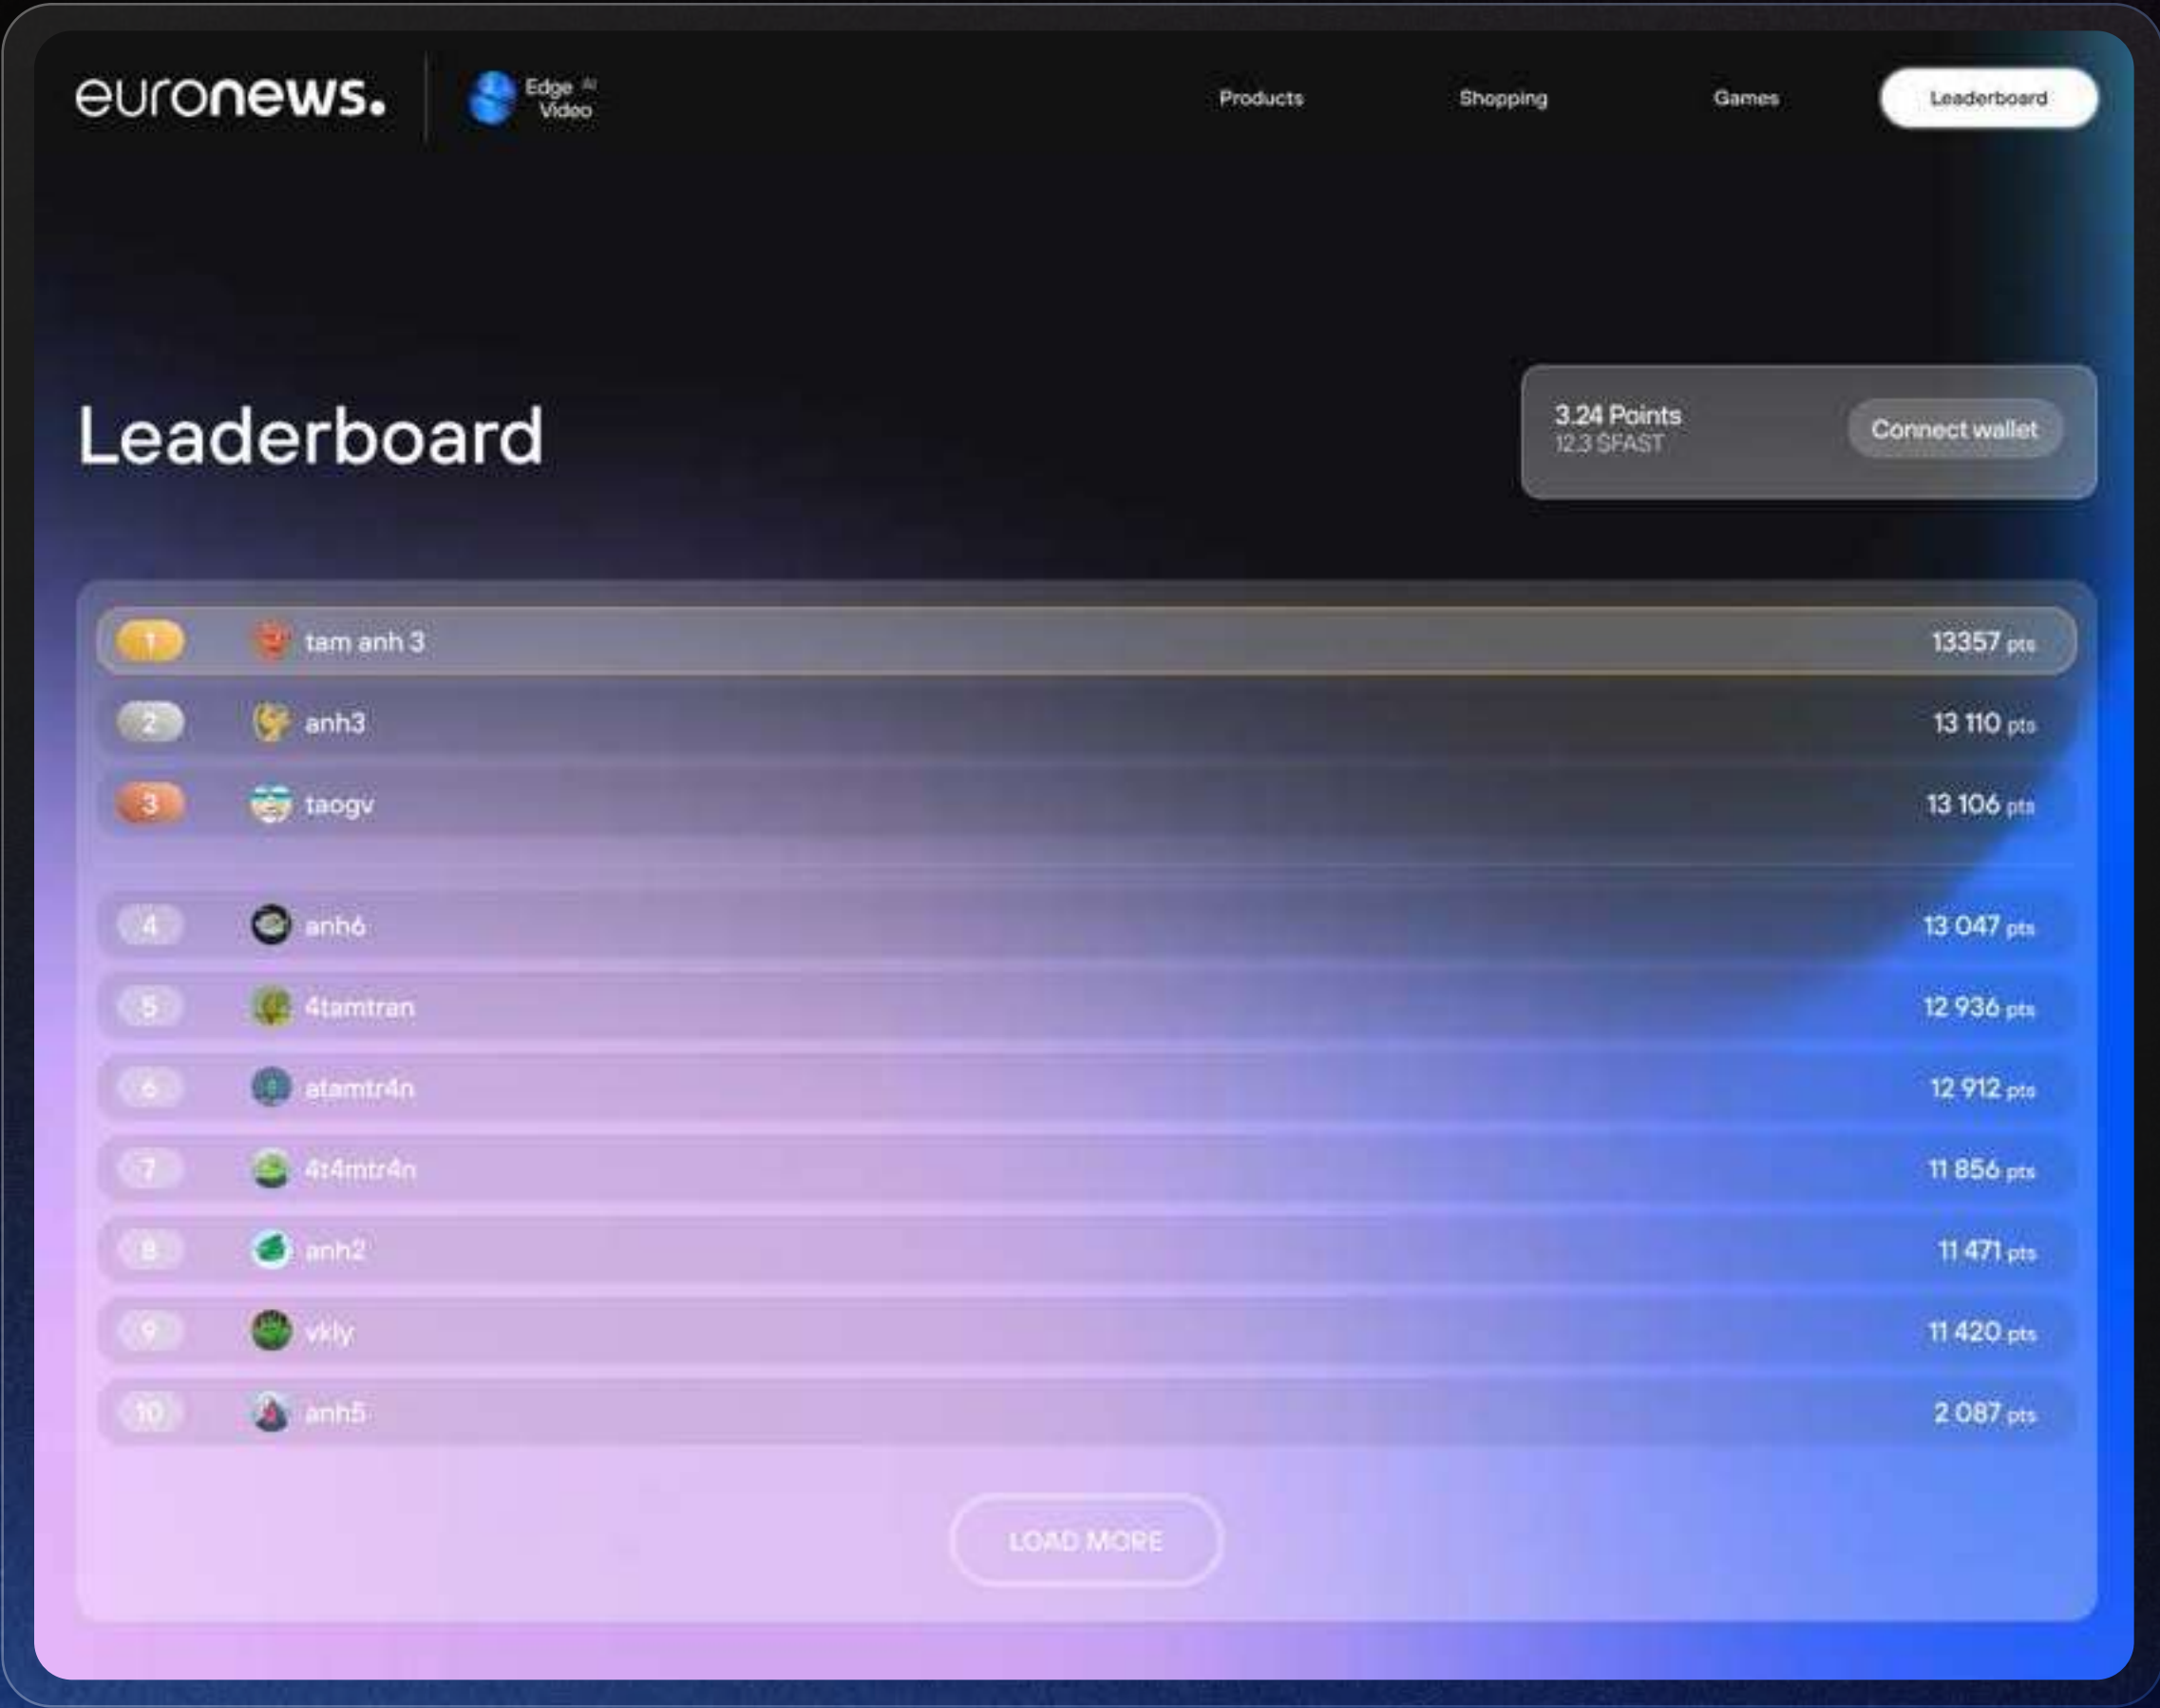 euronews.
Edge AI
Video
Products
Shopping
Games
Leaderboard
Leaderboard
3.24 Points
12.3 $FAST
Connect wallet
1 tam anh 3 13357 pts
2 anh3 13 110 pts
3 taogv 13 106 pts
4 anh6 13 047 pts
5 4tamtran 12 936 pts
6 atamtr4n 12 912 pts
7 4t4mtr4n 11 856 pts
8 anh2 11 471 pts
9 vkly 11 420 pts
10 anh5 2 087 pts
LOAD MORE